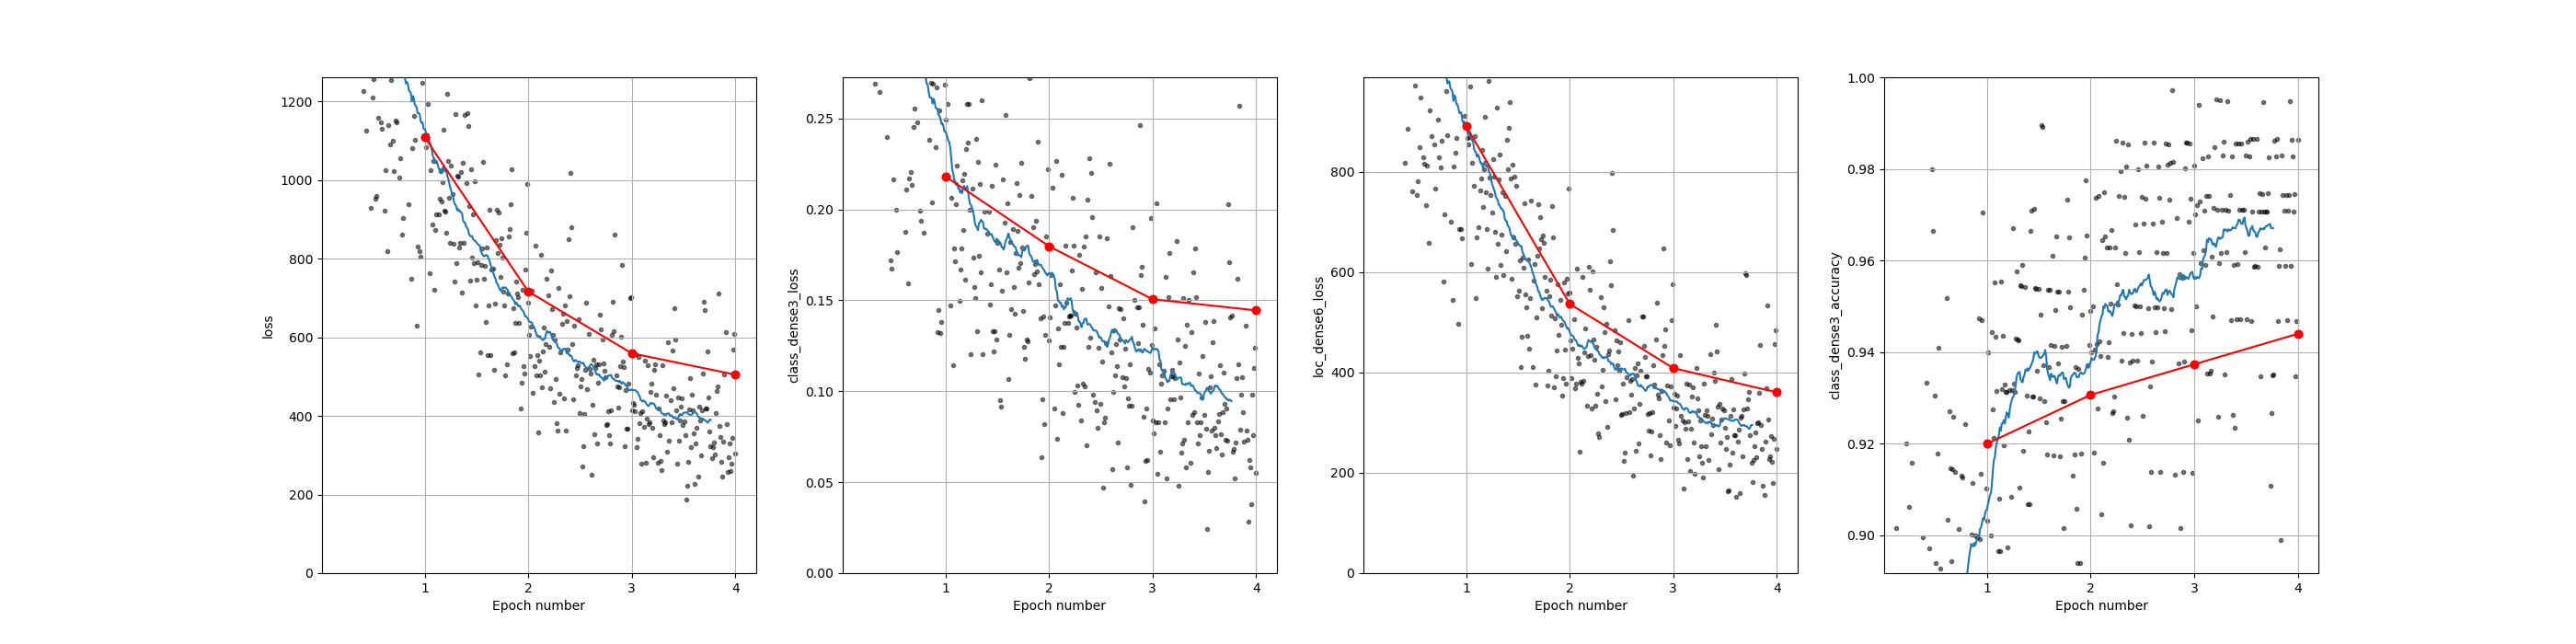 loss
1200
1000
800
600
400
200
0
1 2 3 4
Epoch number
class_dense3_loss
0.25
0.20
0.15
0.10
0.05
0.00
1 2 3 4
Epoch number
loc_dense6_loss
800
600
400
200
0
1 2 3 4
Epoch number
class_dense3_accuracy
1.00
0.98
0.96
0.94
0.92
0.90
1 2 3 4
Epoch number